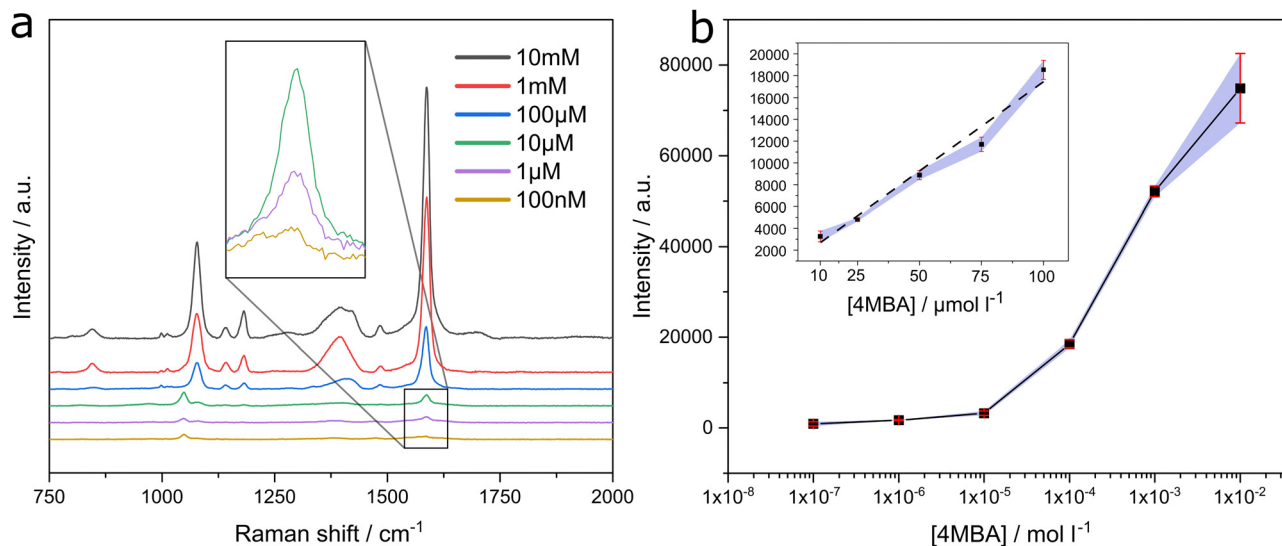 a
Intensity / a.u.
10mM
1mM
100µM
10µM
1µM
100nM
750 1000 1250 1500 1750 2000
Raman shift / cm⁻¹
b
Intensity / a.u.
80000
60000
40000
20000
0
20000
18000
16000
14000
12000
10000
8000
6000
4000
2000
10 25 50 75 100
[4MBA] / µmol l⁻¹
1x10⁻⁸ 1x10⁻⁷ 1x10⁻⁶ 1x10⁻⁵ 1x10⁻⁴ 1x10⁻³ 1x10⁻²
[4MBA] / mol l⁻¹